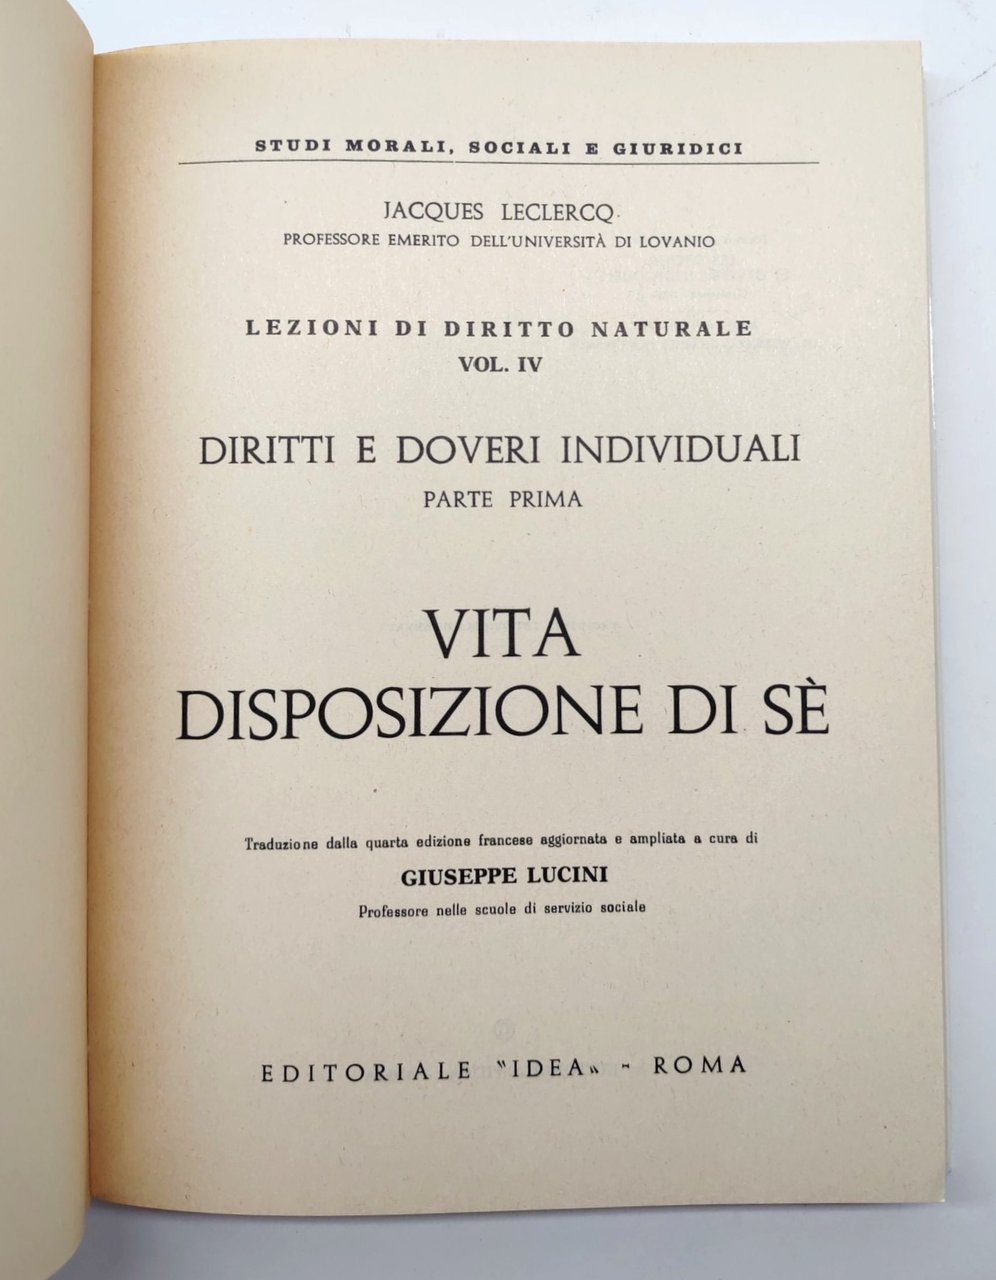 STUDI MORALI, SOCIALI E GIURIDICI
JACQUES LECLERCQ
PROFESSORE EMERITO DELL'UNIVERSITÀ DI LOVANIO
LEZIONI DI DIRITTO NATURALE
VOL. IV
DIRITTI E DOVERI INDIVIDUALI
PARTE PRIMA
VITA
DISPOSIZIONE DI SÈ
Traduzione dalla quarta edizione francese aggiornata e ampliata a cura di
GIUSEPPE LUCINI
Professore nelle scuole di servizio sociale
EDITORIALE "IDEA„ - ROMA